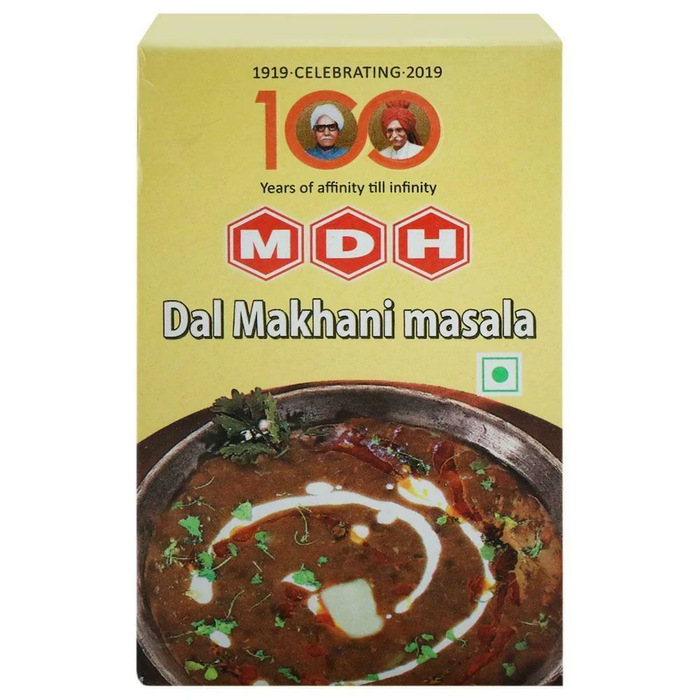 1919·CELEBRATING·2019
100
Years of affinity till infinity
MDH
Dal Makhani masala